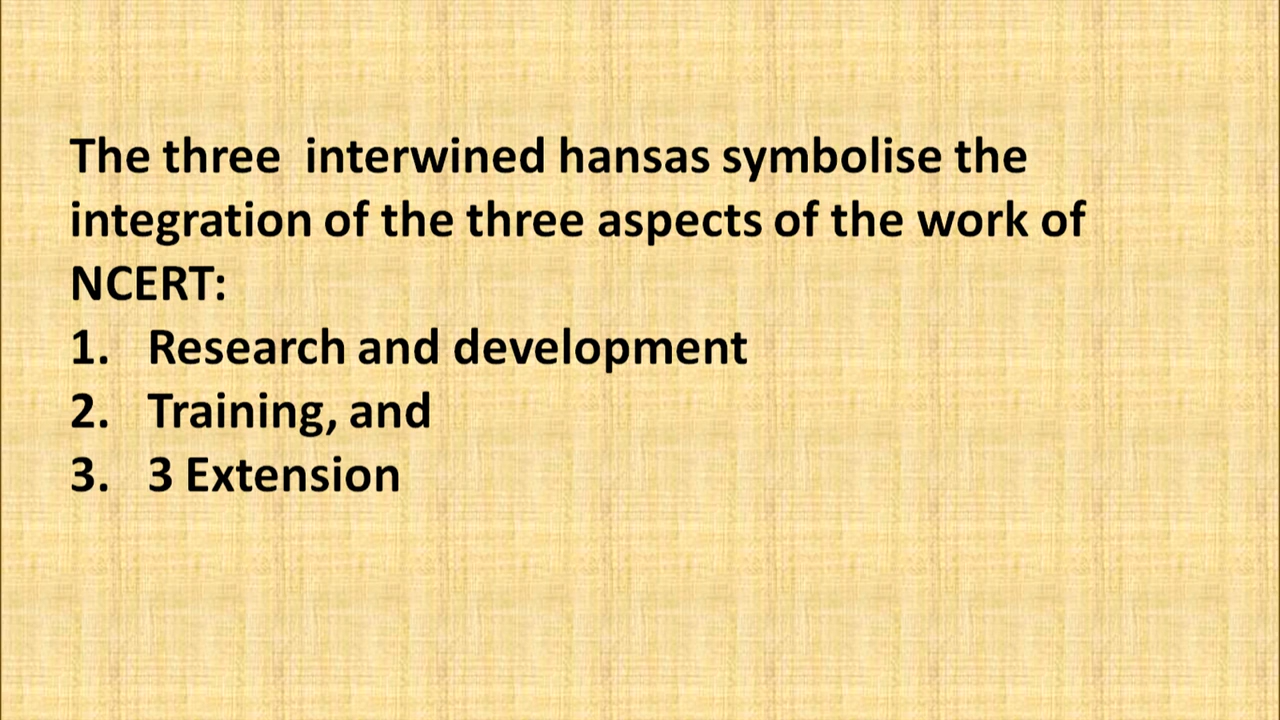 The three  interwined hansas symbolise the
integration of the three aspects of the work of
NCERT:
1. Research and development
2. Training, and
3. 3 Extension